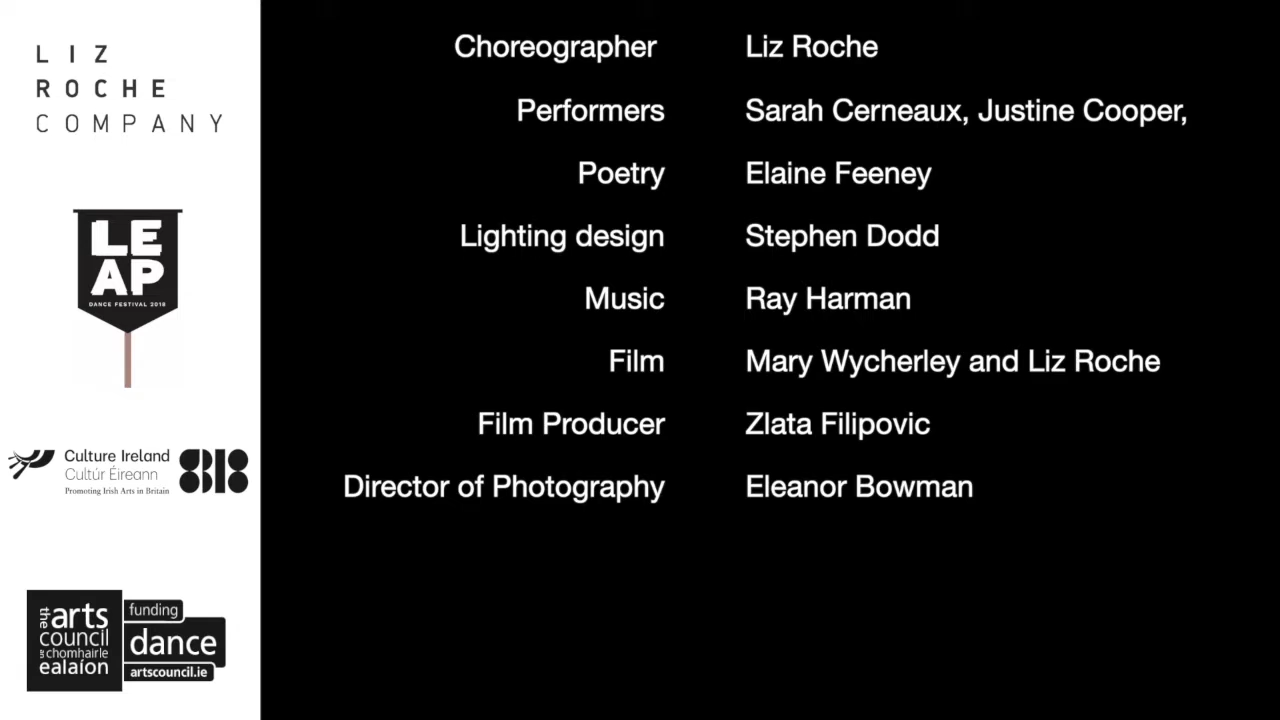 LIZ
ROCHE
COMPANY
LE
AP
DANCE FESTIVAL 2018
Culture Ireland
Cultúr Éireann
Promoting Irish Arts in Britain
the arts
council
an chomhairle
ealaíon
funding
dance
artscouncil.ie
Choreographer Liz Roche
Performers Sarah Cerneaux, Justine Cooper,
Poetry Elaine Feeney
Lighting design Stephen Dodd
Music Ray Harman
Film Mary Wycherley and Liz Roche
Film Producer Zlata Filipovic
Director of Photography Eleanor Bowman